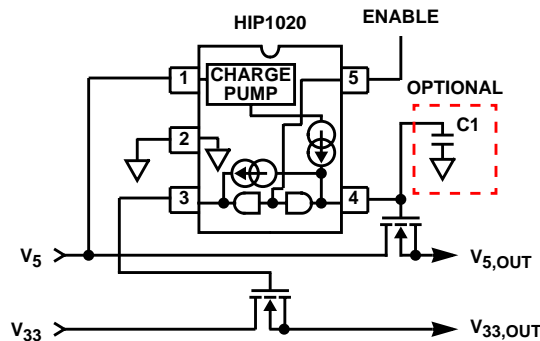 HIP1020
ENABLE
1
CHARGE
PUMP
5
OPTIONAL
C1
2
3
4
V5
V5,OUT
V33
V33,OUT